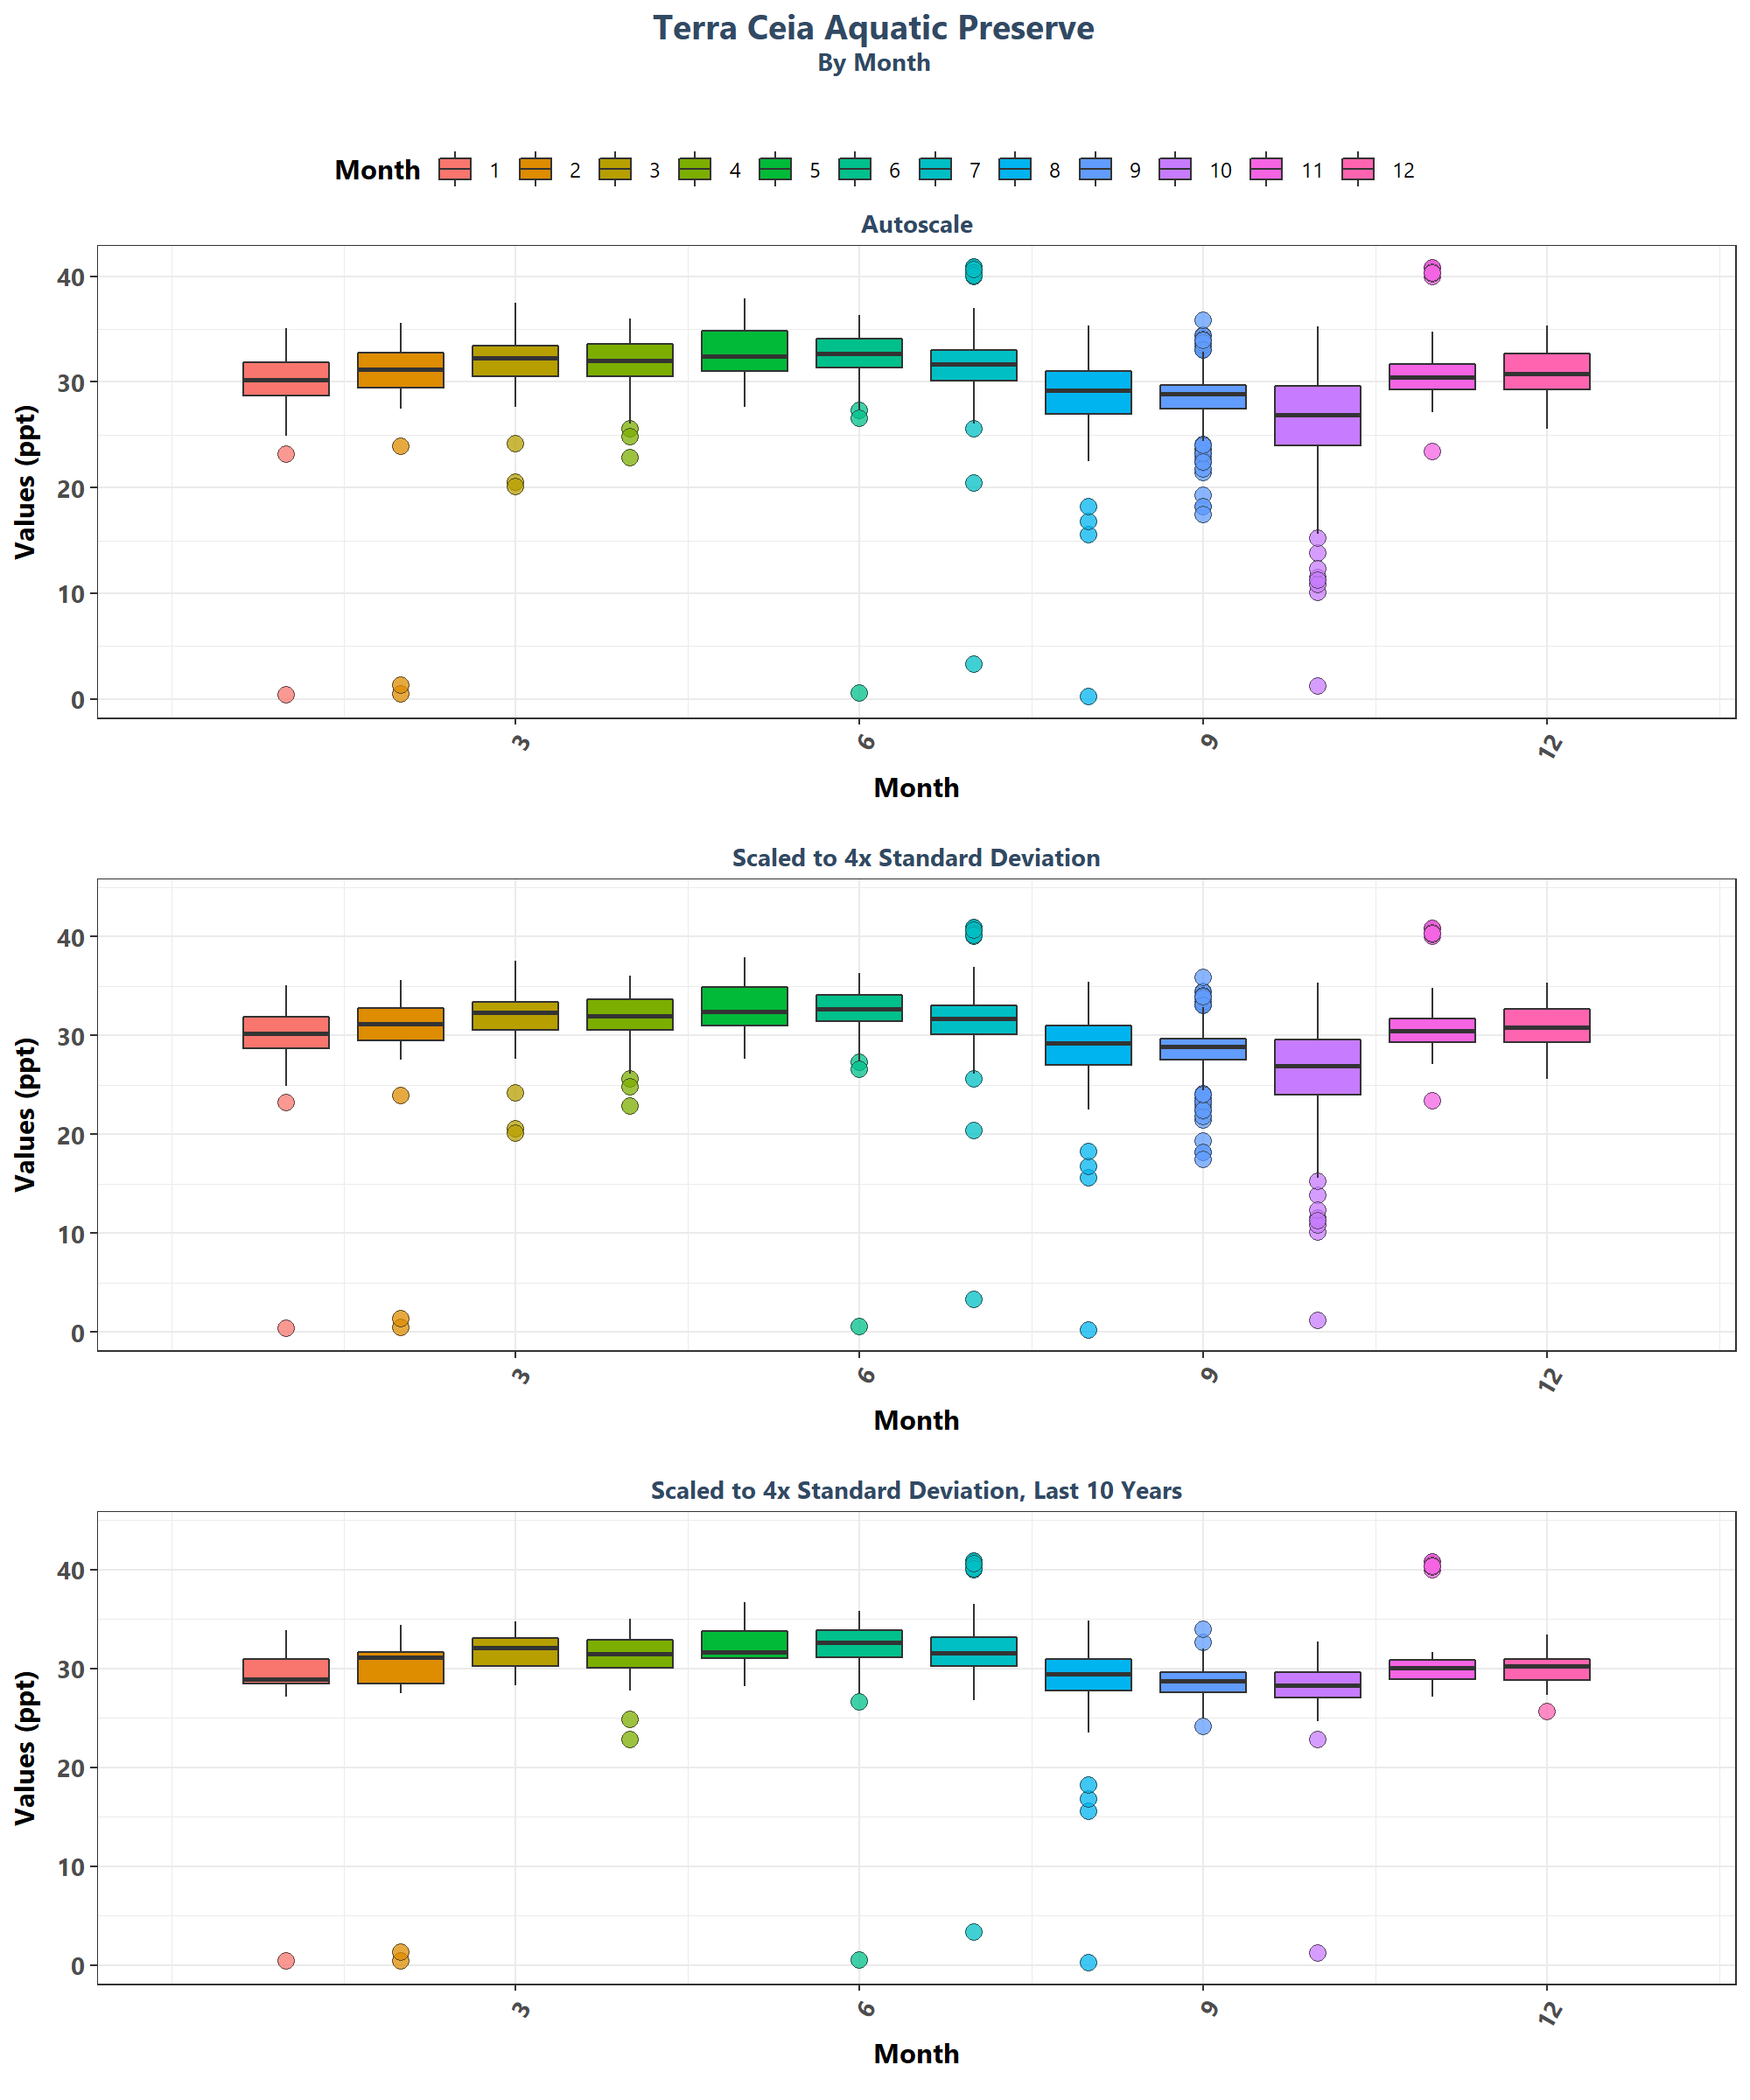 Terra Ceia Aquatic Preserve
By Month
Month 1 2 3 4 5 6 7 8 9 10 11 12
Autoscale
Values (ppt)
40
30
20
10
0
3 6 9 12
Month
Scaled to 4x Standard Deviation
Values (ppt)
40
30
20
10
0
3 6 9 12
Month
Scaled to 4x Standard Deviation, Last 10 Years
Values (ppt)
40
30
20
10
0
3 6 9 12
Month